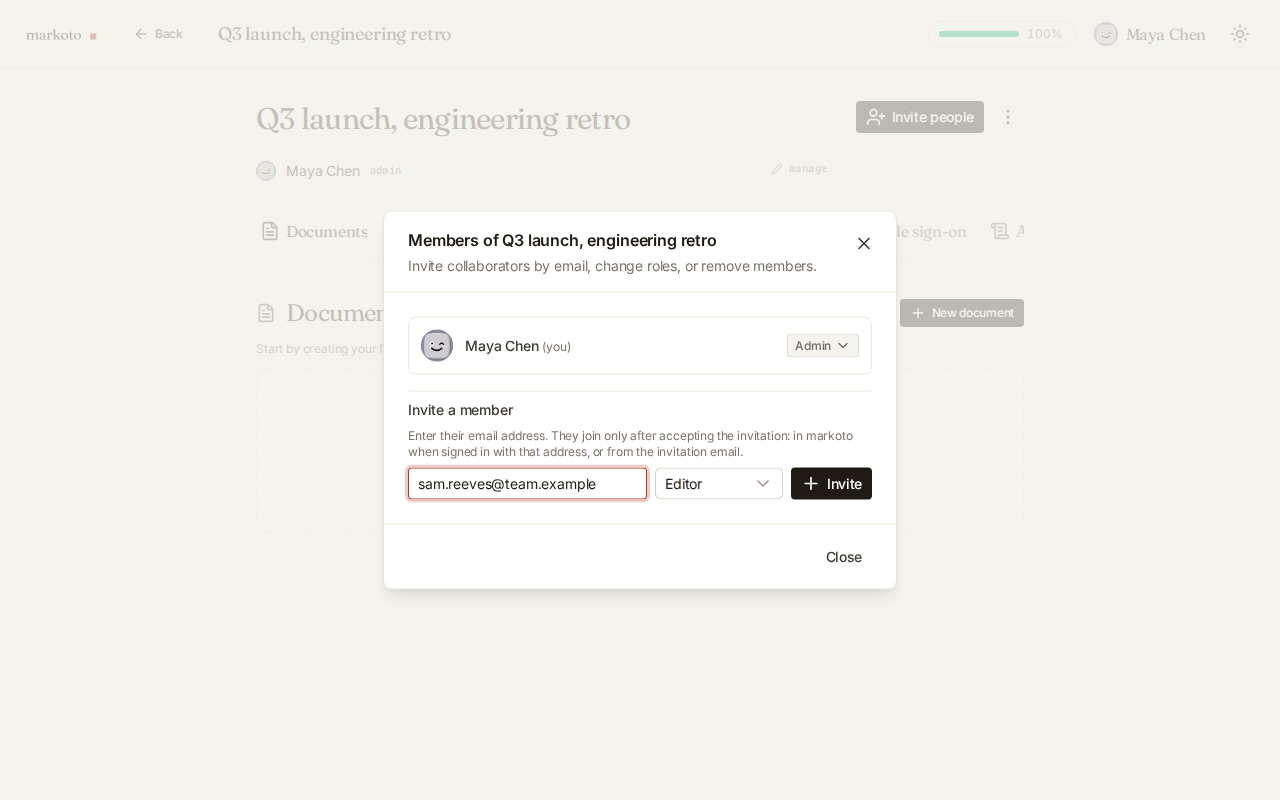 markoto
Back
Q3 launch, engineering retro
100%
Maya Chen
Q3 launch, engineering retro
Invite people
Maya Chen admin
manage
Documents
le sign-on
A
Members of Q3 launch, engineering retro
Invite collaborators by email, change roles, or remove members.
Documen
New document
Start by creating your f
Maya Chen (you)
Admin
Invite a member
Enter their email address. They join only after accepting the invitation: in markoto
when signed in with that address, or from the invitation email.
sam.reeves@team.example
Editor
Invite
Close